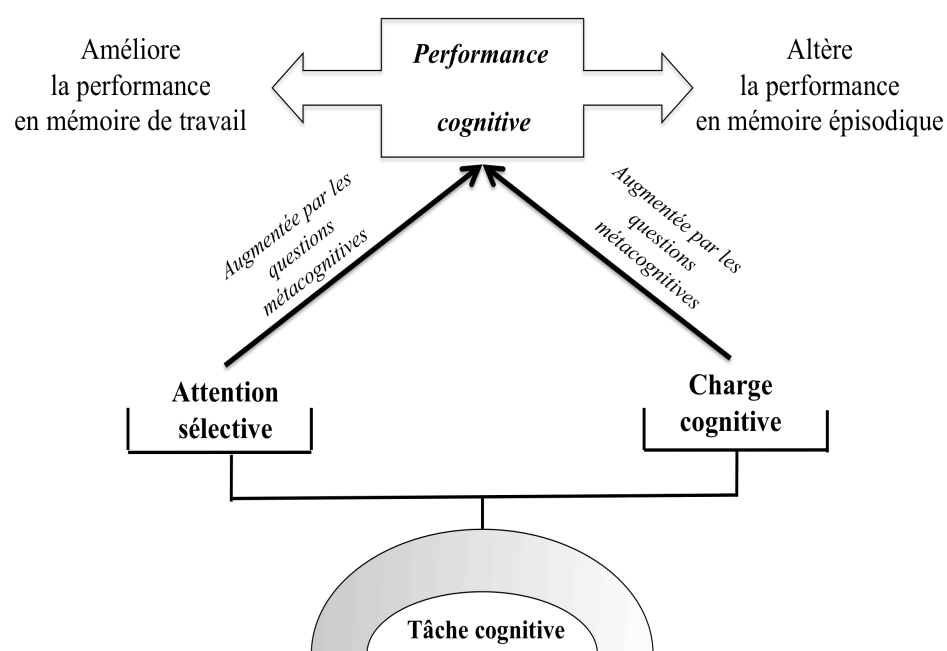 Améliore
la performance
en mémoire de travail
Performance
cognitive
Altère
la performance
en mémoire épisodique
Augmentée par les
questions
métacognitives
Augmentée par les
questions
métacognitives
Attention
sélective
Charge
cognitive
Tâche cognitive